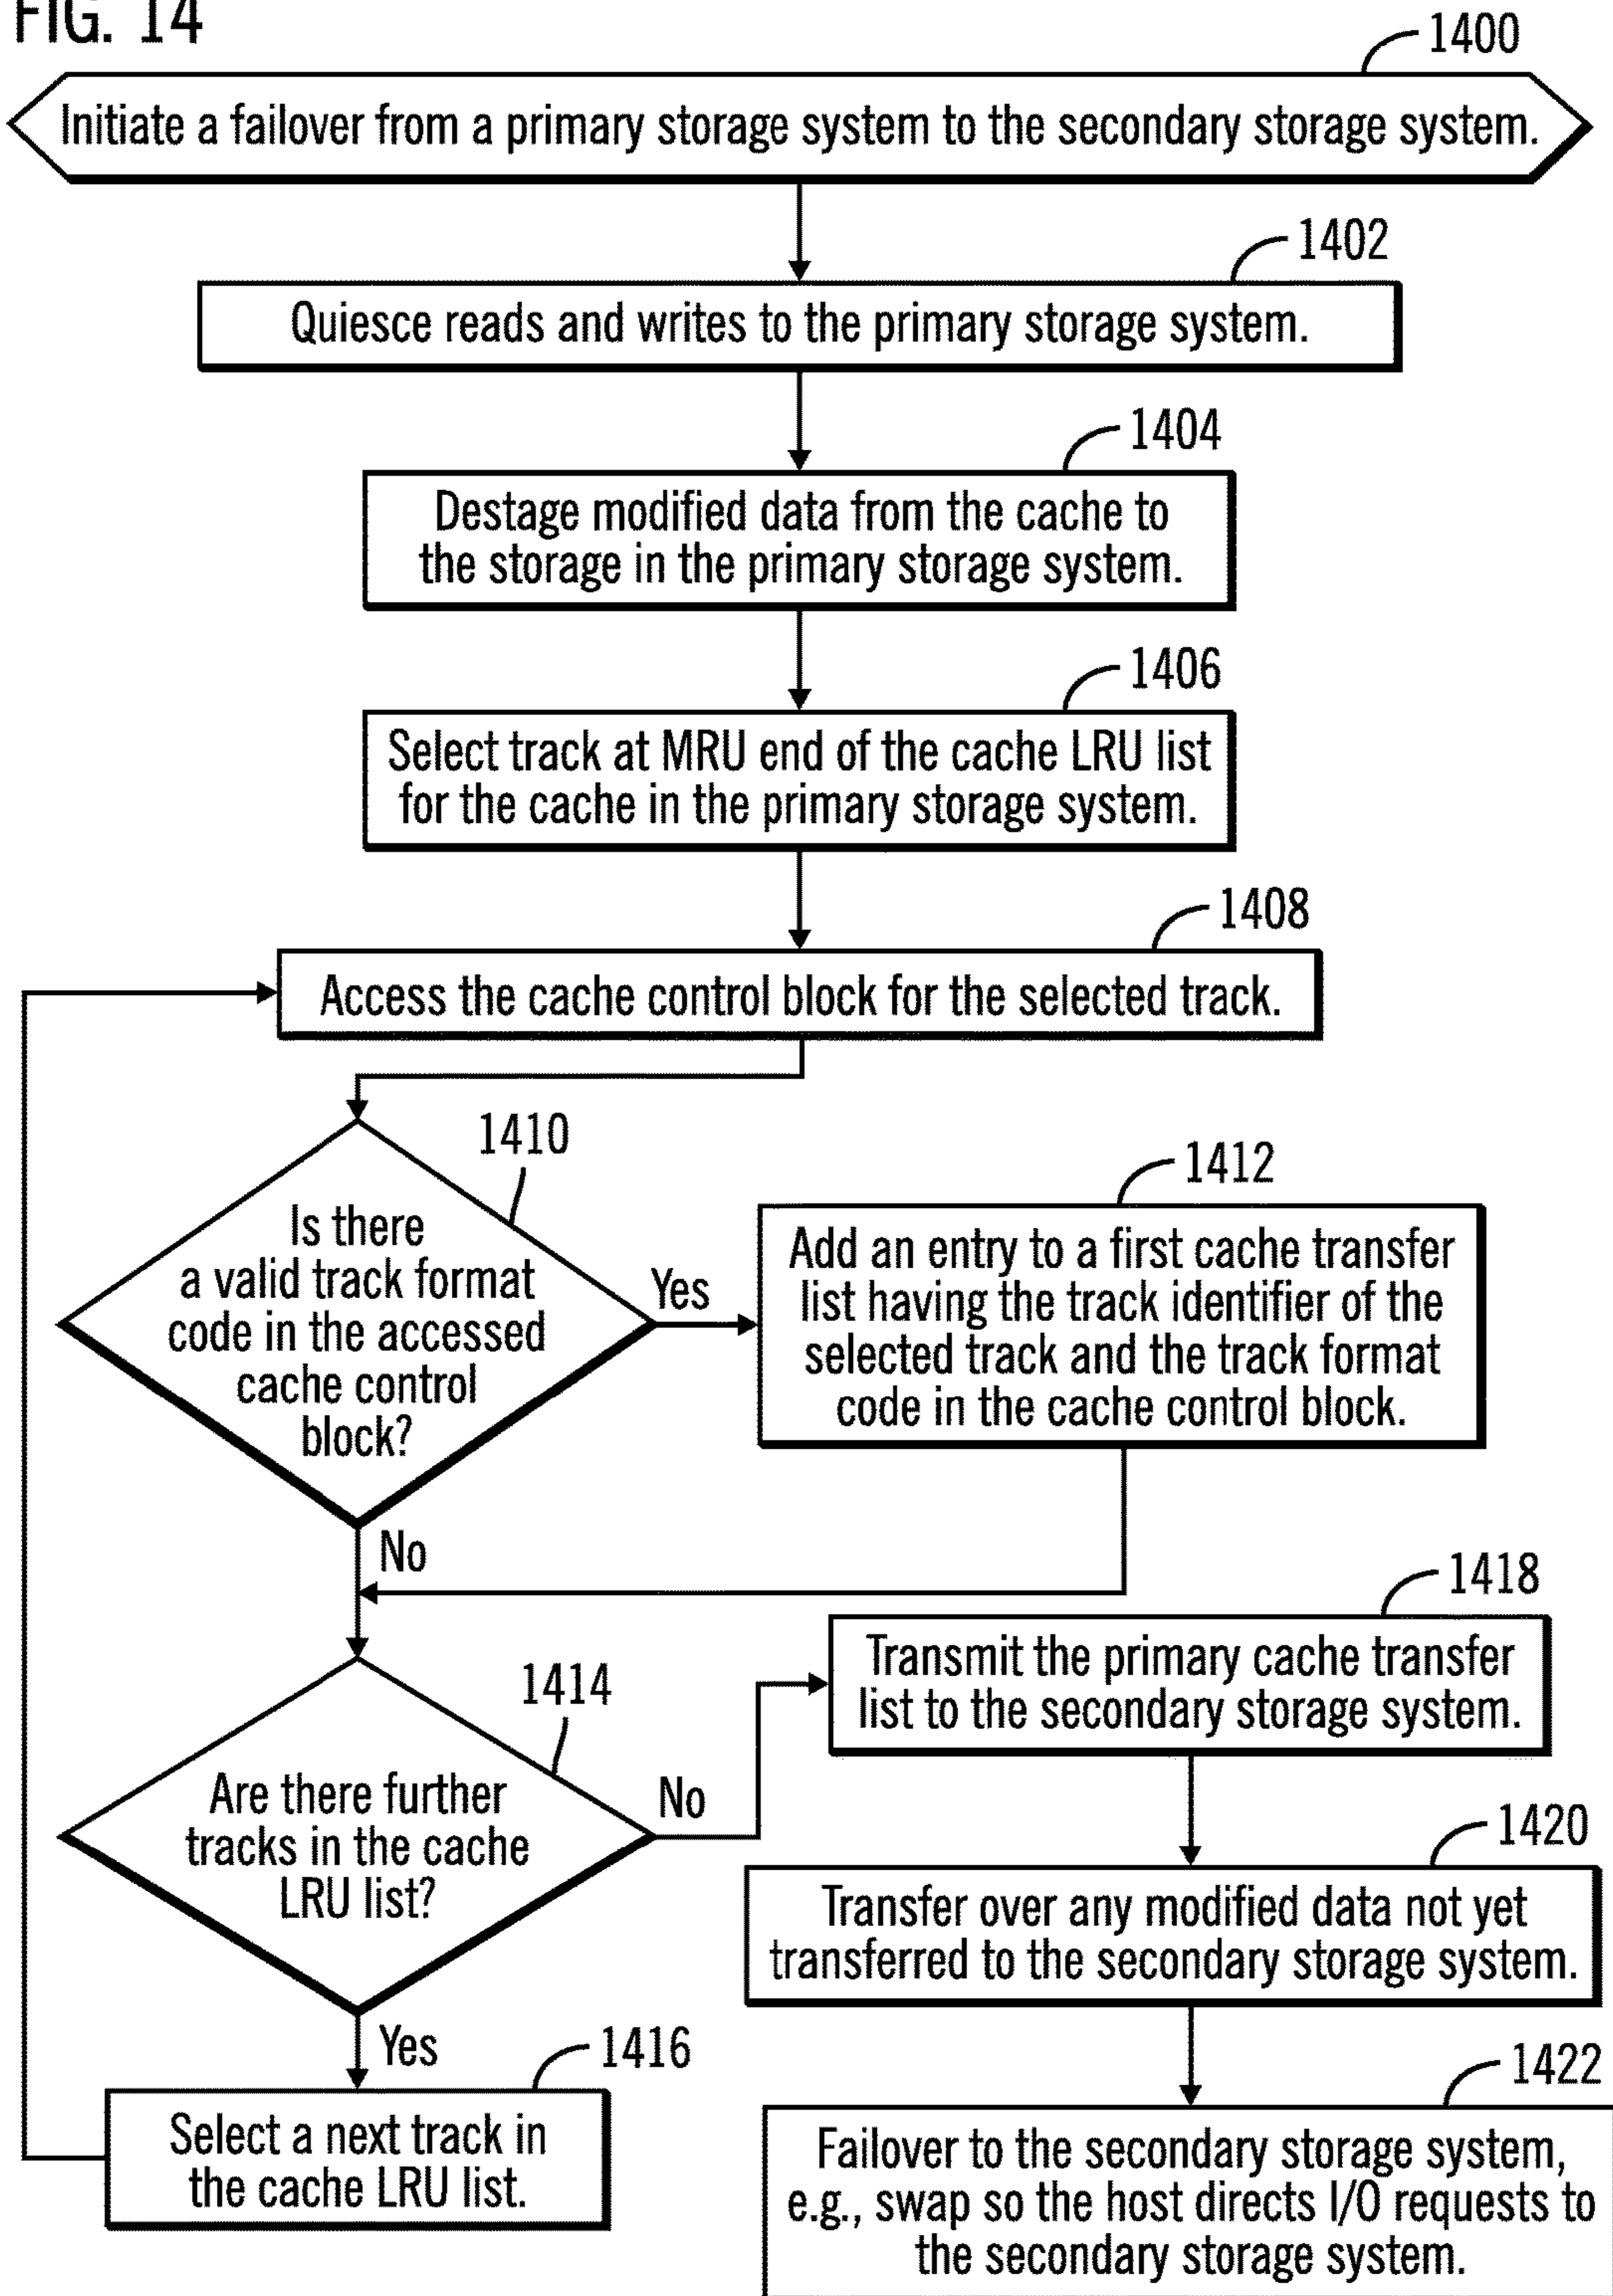 FIG. 14
1400
Initiate a failover from a primary storage system to the secondary storage system.
1402
Quiesce reads and writes to the primary storage system.
1404
Destage modified data from the cache to
the storage in the primary storage system.
1406
Select track at MRU end of the cache LRU list
for the cache in the primary storage system.
1408
Access the cache control block for the selected track.
1410
Is there
a valid track format
code in the accessed
cache control
block?
Yes
1412
Add an entry to a first cache transfer
list having the track identifier of the
selected track and the track format
code in the cache control block.
No
1414
Are there further
tracks in the cache
LRU list?
No
Yes
1416
Select a next track in
the cache LRU list.
1418
Transmit the primary cache transfer
list to the secondary storage system.
1420
Transfer over any modified data not yet
transferred to the secondary storage system.
1422
Failover to the secondary storage system,
e.g., swap so the host directs I/O requests to
the secondary storage system.